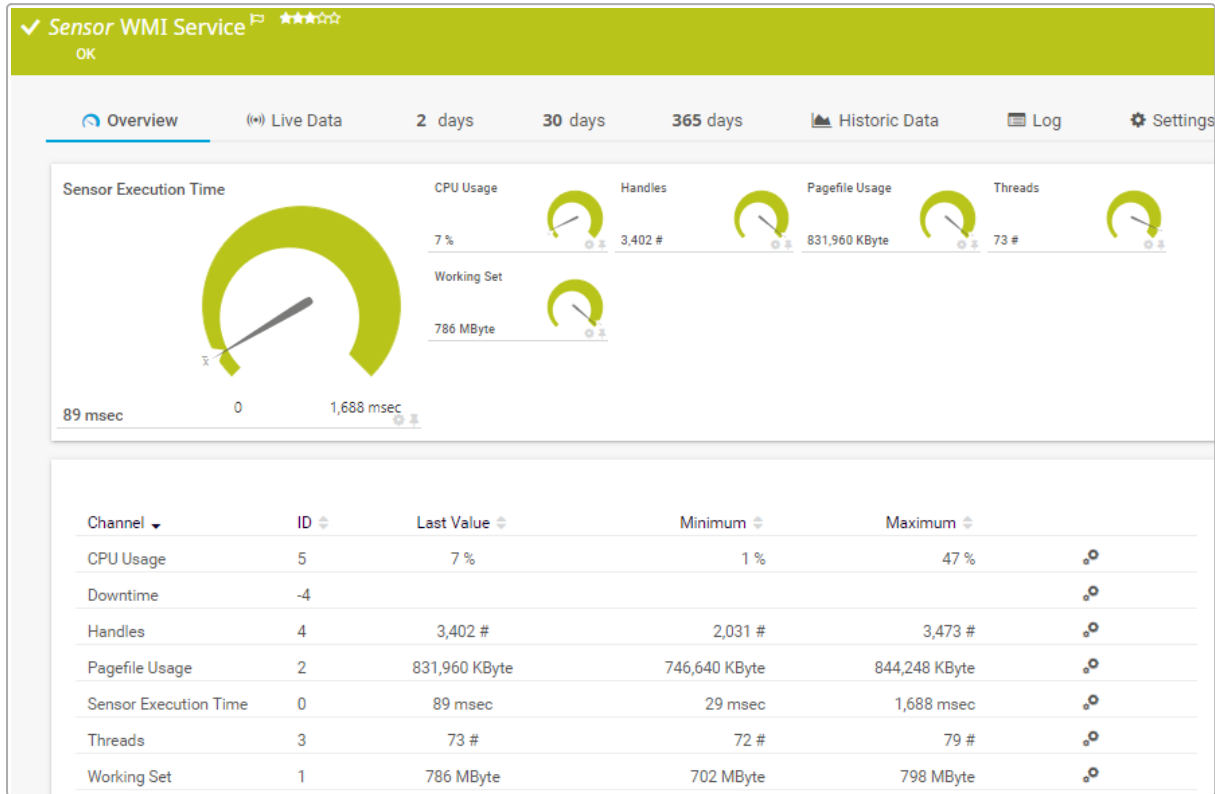 Sensor WMI Service
OK
Overview Live Data 2 days 30 days 365 days Historic Data Log Settings
Sensor Execution Time
CPU Usage Handles Pagefile Usage Threads
7 % 3,402 # 831,960 KByte 73 #
Working Set
786 MByte
x̄
0 1,688 msec
89 msec
Channel ID Last Value Minimum Maximum
CPU Usage 5 7 % 1 % 47 %
Downtime -4
Handles 4 3,402 # 2,031 # 3,473 #
Pagefile Usage 2 831,960 KByte 746,640 KByte 844,248 KByte
Sensor Execution Time 0 89 msec 29 msec 1,688 msec
Threads 3 73 # 72 # 79 #
Working Set 1 786 MByte 702 MByte 798 MByte